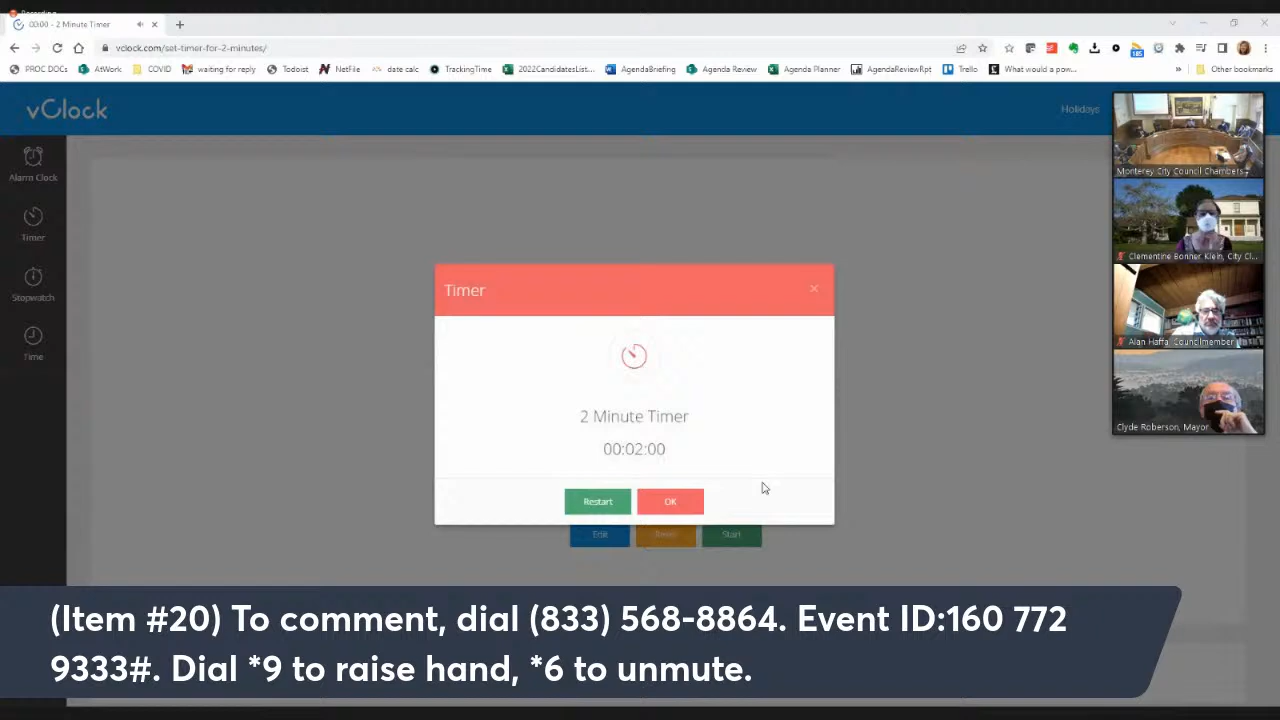 Recording
00:00 - 2 Minute Timer
vclock.com/set-timer-for-2-minutes/
185
PROC DOCs
AtWork
COVID
waiting for reply
Todoist
NetFile
date calc
TrackingTime
2022CandidatesList...
AgendaBriefing
Agenda Review
Agenda Planner
AgendaReviewRpt
Trello
What would a pow...
»
Other bookmarks
vClock
Holidays
Alarm Clock
Timer
Stopwatch
Time
Timer
×
2 Minute Timer
00:02:00
Restart
OK
Edit
Reset
Start
Monterey City Council Chambers
Clementine Bonner Klein, City Cl...
Alan Haffa, Councilmember
Clyde Roberson, Mayor
(Item #20) To comment, dial (833) 568-8864. Event ID:160 772
9333#. Dial *9 to raise hand, *6 to unmute.